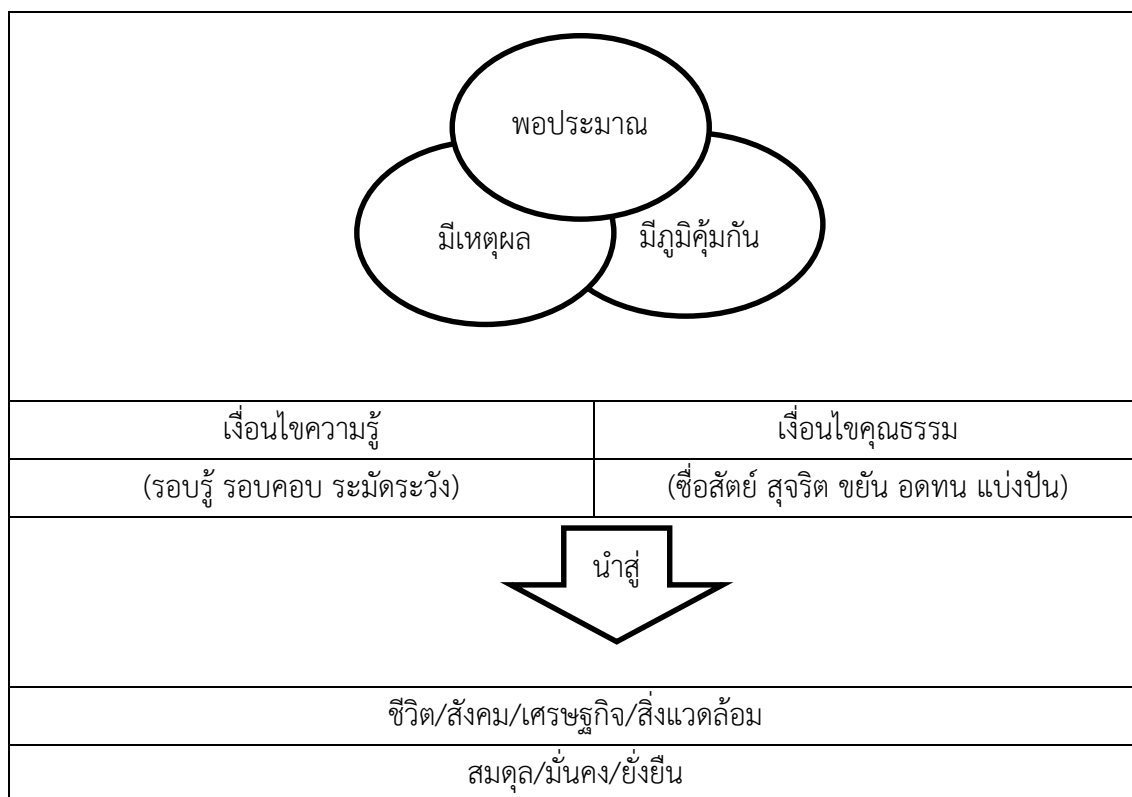 พอประมาณ
มีเหตุผล
มีภูมิคุ้มกัน
เงื่อนไขความรู้
เงื่อนไขคุณธรรม
(รอบรู้ รอบคอบ ระมัดระวัง)
(ซื่อสัตย์ สุจริต ขยัน อดทน แบ่งปัน)
นำสู่
ชีวิต/สังคม/เศรษฐกิจ/สิ่งแวดล้อม
สมดุล/มั่นคง/ยั่งยืน